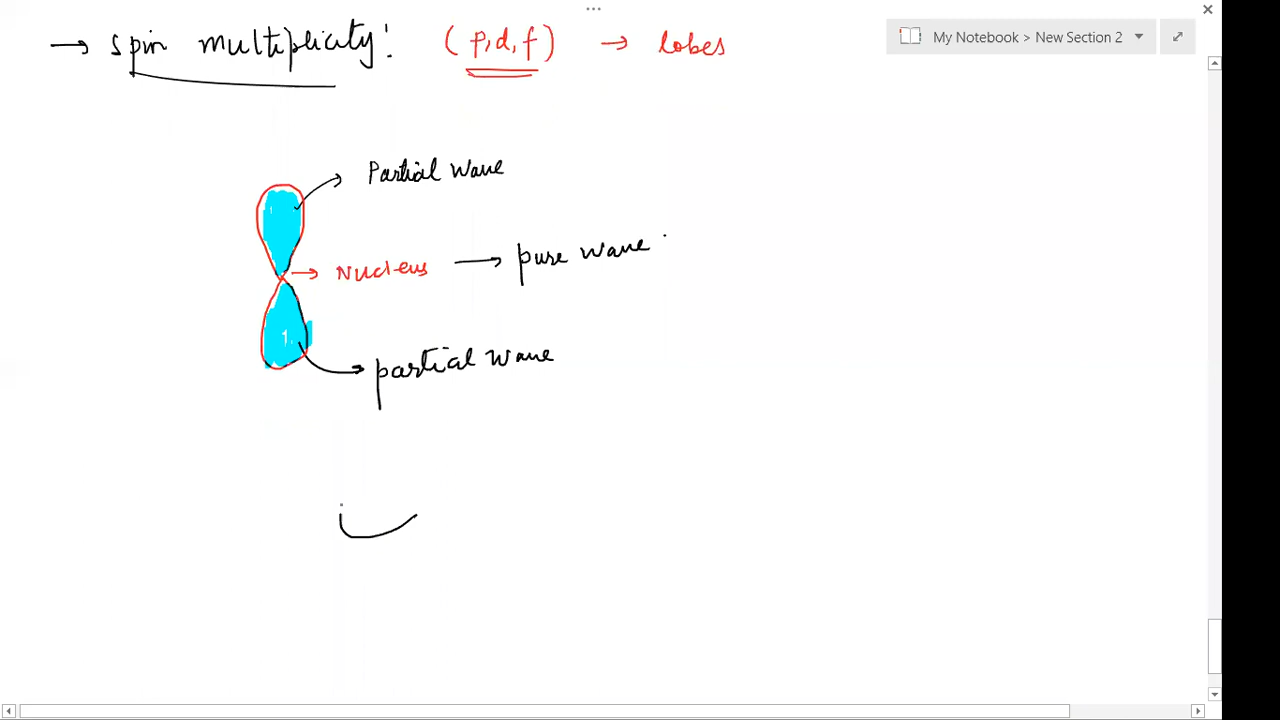 → spin multiplicity: (p,d,f) → lobes
My Notebook > New Section 2
Partial wave
→ Nucleus → pure wave
partial wave